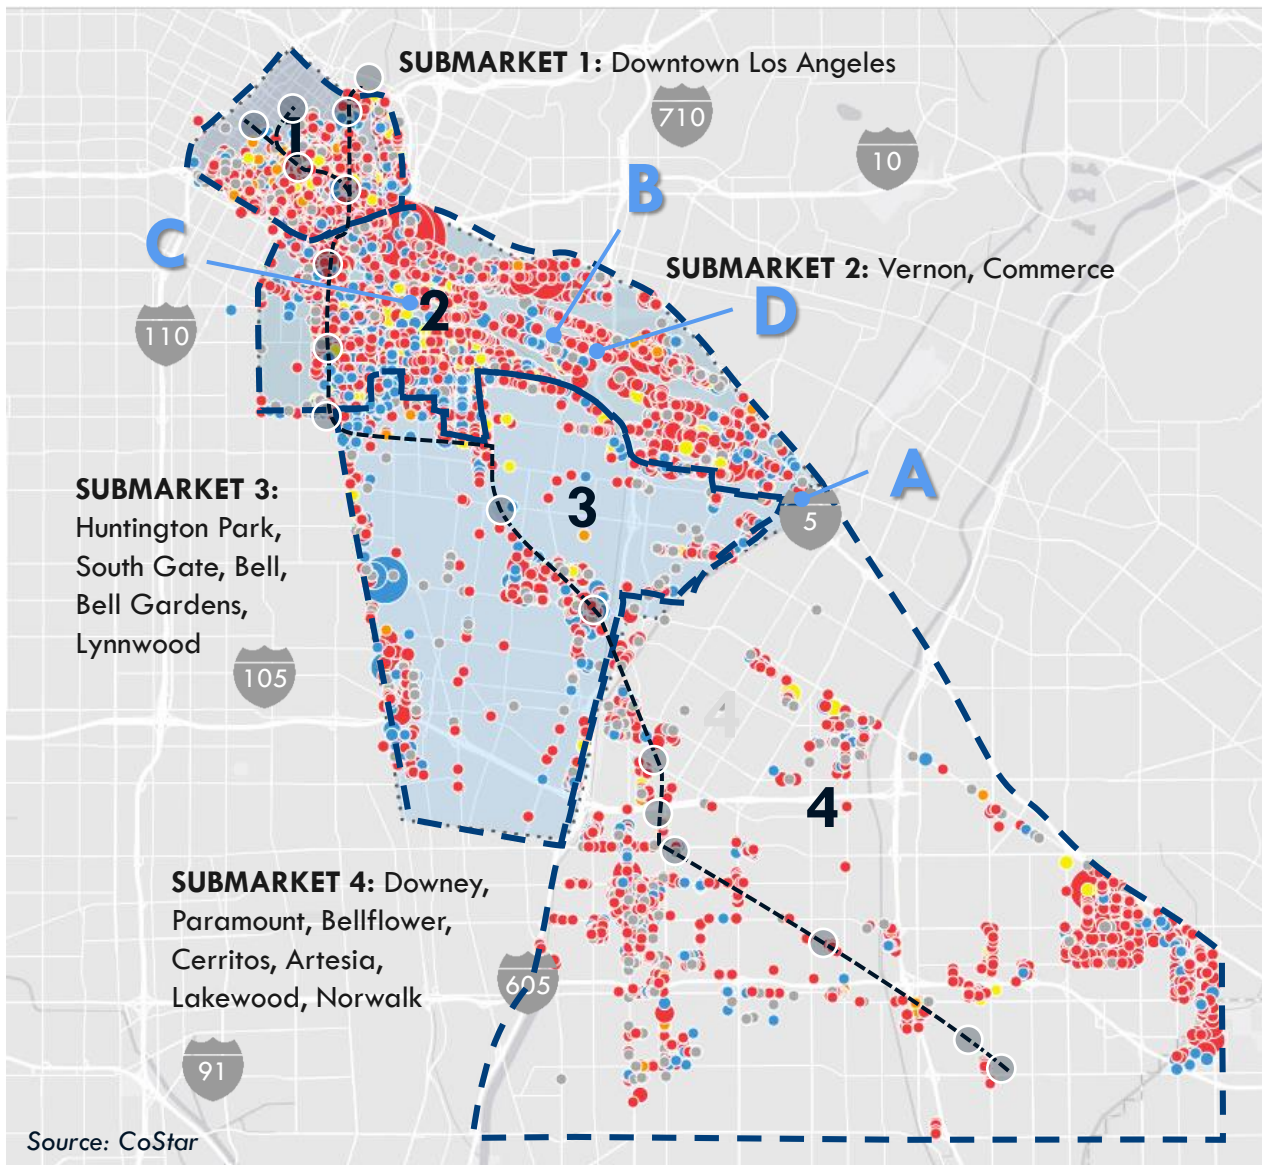 SUBMARKET 1: Downtown Los Angeles
710
1
10
B
C
SUBMARKET 2: Vernon, Commerce
2
D
110
A
SUBMARKET 3:
Huntington Park,
South Gate, Bell,
Bell Gardens,
Lynnwood
3
5
105
4
4
SUBMARKET 4: Downey,
Paramount, Bellflower,
Cerritos, Artesia,
Lakewood, Norwalk
605
91
Source: CoStar